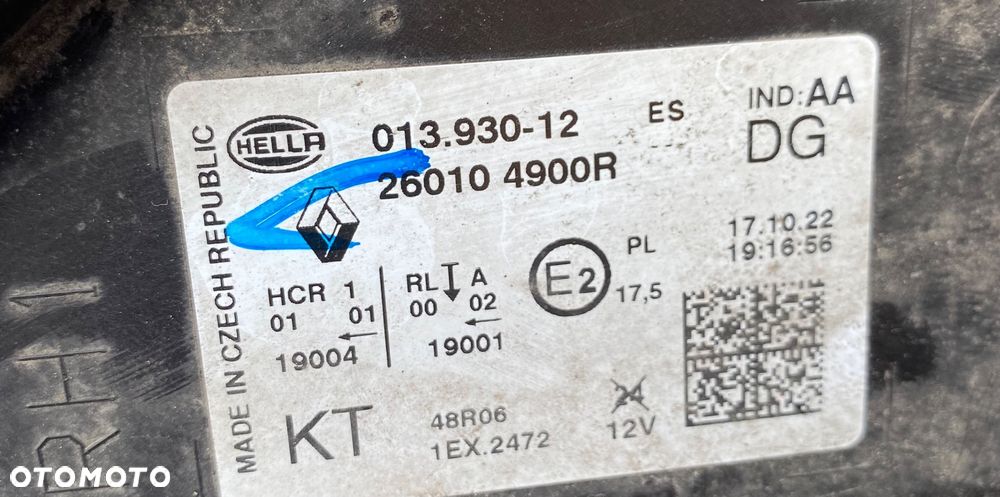 MADE IN CZECH REPUBLIC
HELLA
013.930-12
ES
IND:AA
DG
26010 4900R
17.10.22
19:16:56
PL
E2
17,5
HCR 1
01 01
19004
RL A
00 02
19001
KT
48R06
1EX.2472
12V
RH 1
OTOMOTO